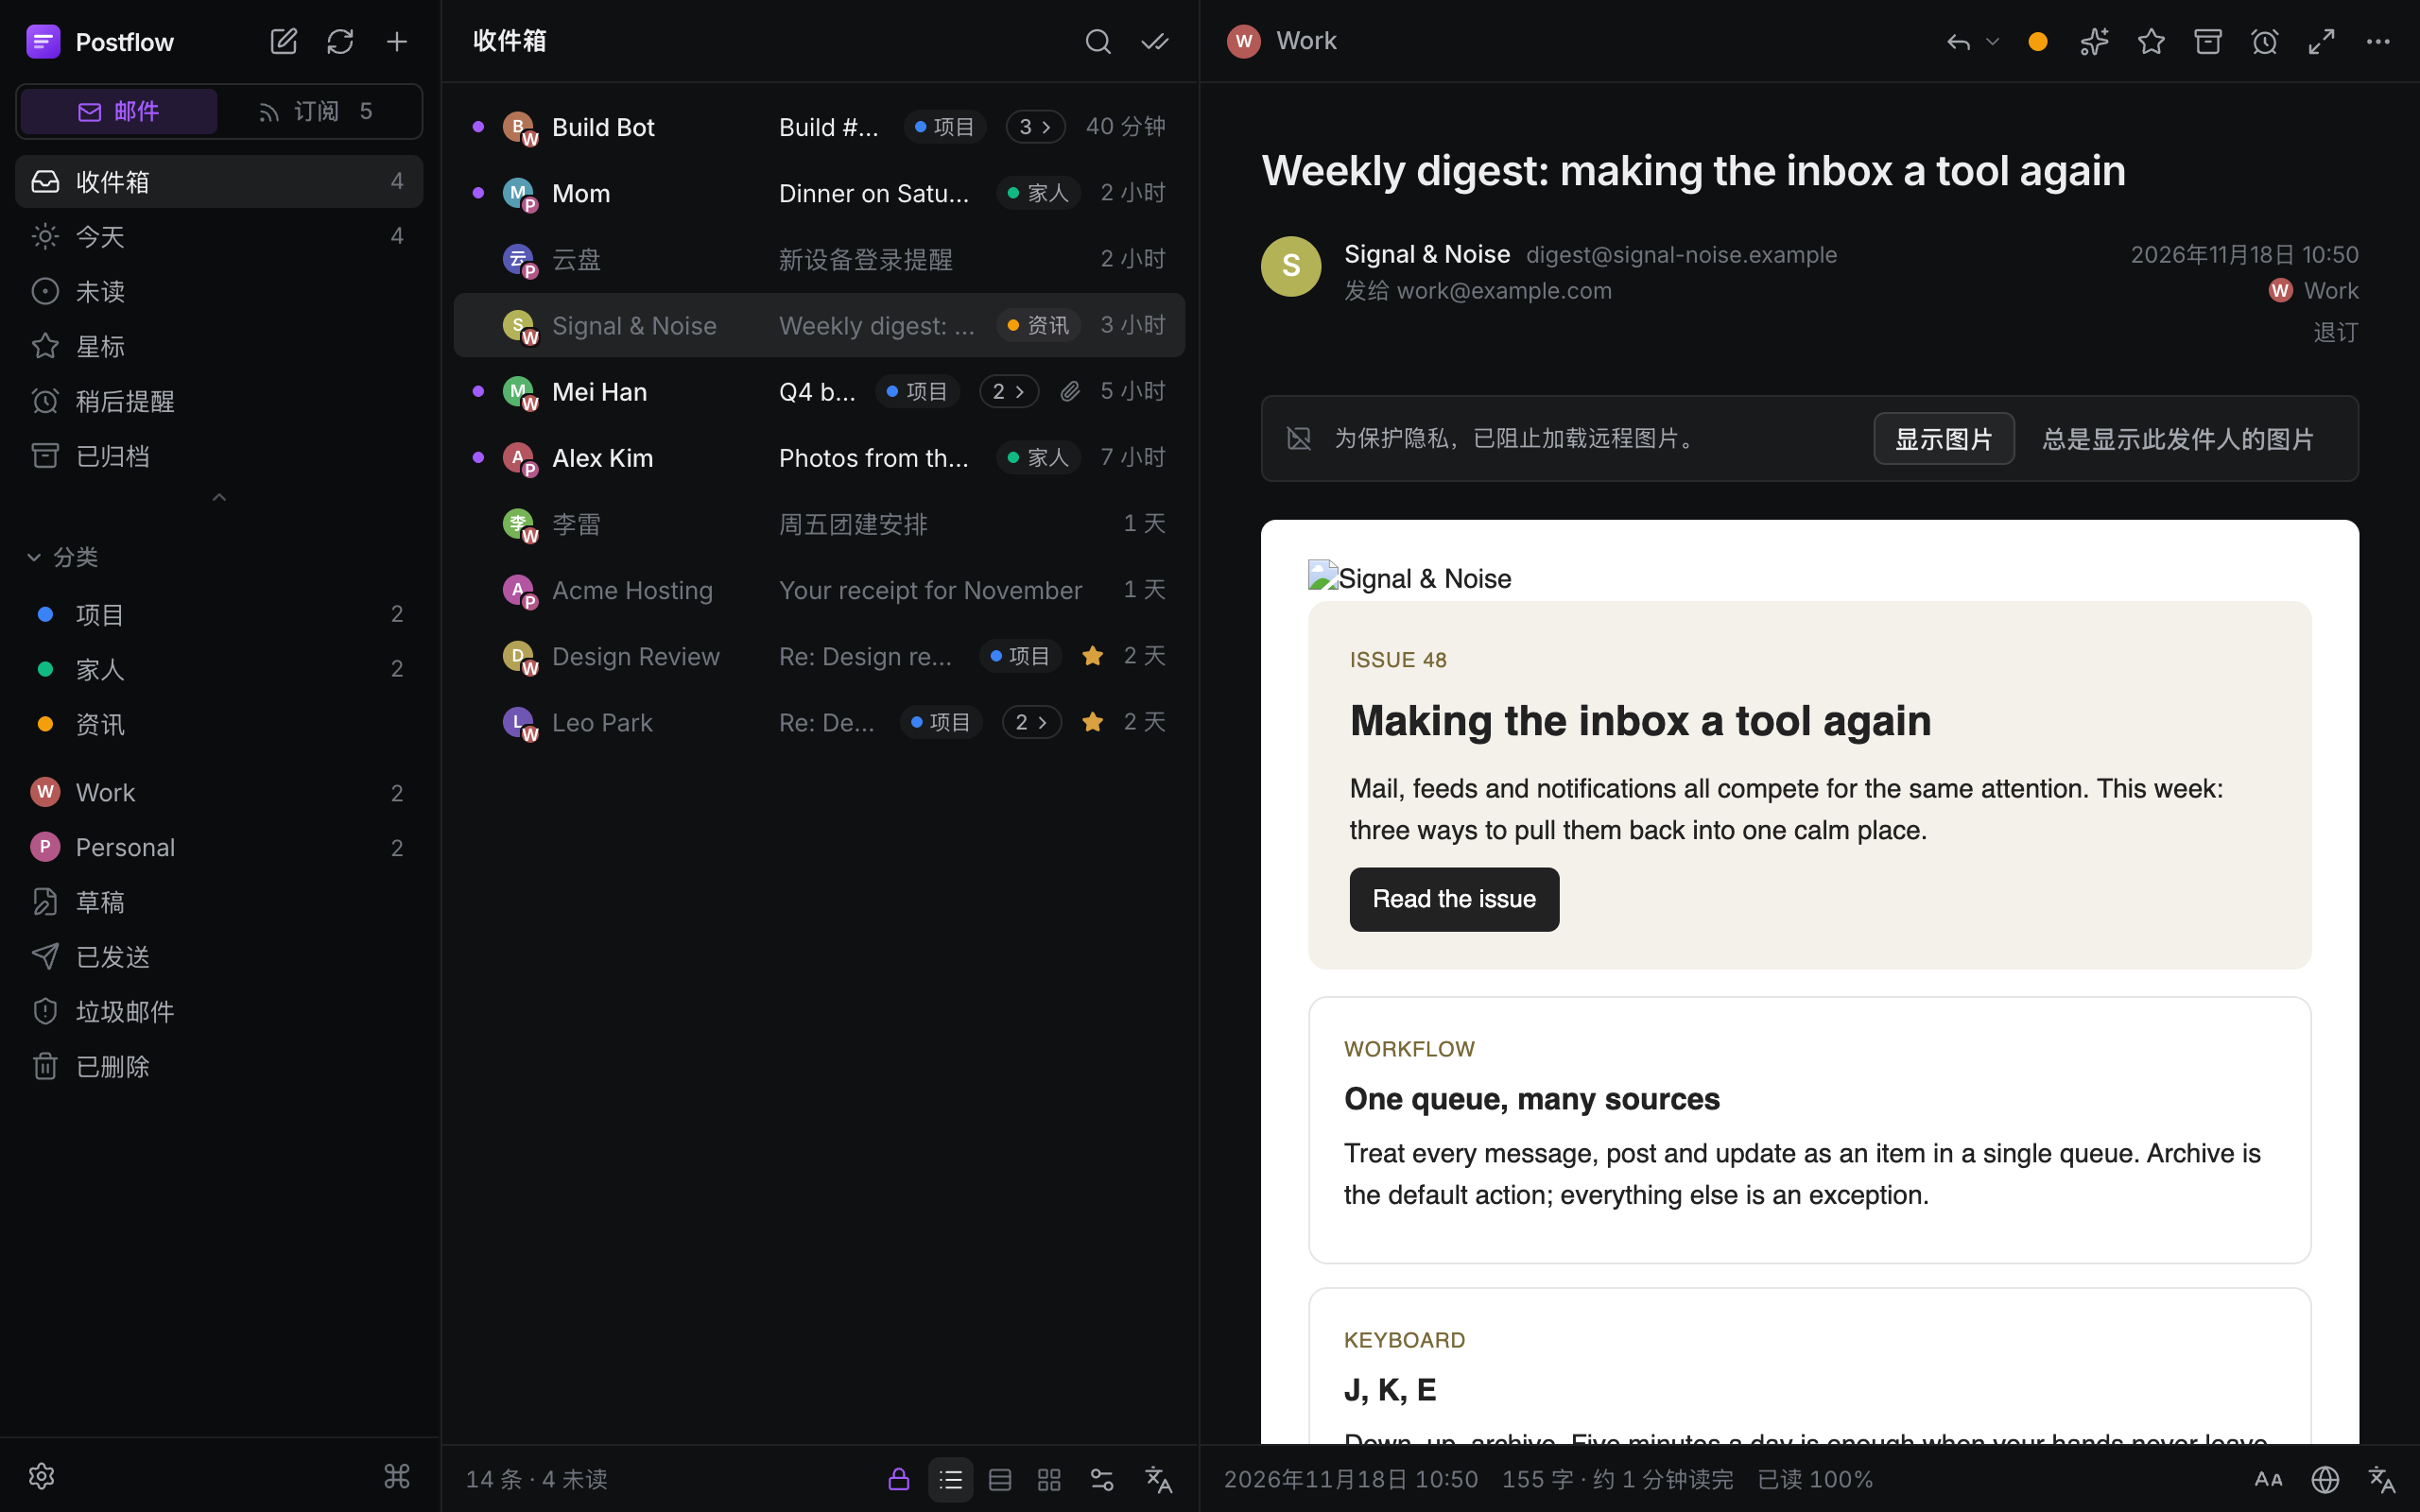 Postflow
邮件
订阅 5
收件箱 4
今天 4
未读
星标
稍后提醒
已归档
分类
项目 2
家人 2
资讯
W Work 2
P Personal 2
草稿
已发送
垃圾邮件
已删除
收件箱
B W Build Bot Build #... 项目 3 40 分钟
M P Mom Dinner on Satu... 家人 2 小时
云 P 云盘 新设备登录提醒 2 小时
S W Signal & Noise Weekly digest: ... 资讯 3 小时
M W Mei Han Q4 b... 项目 2 5 小时
A P Alex Kim Photos from th... 家人 7 小时
李 W 李雷 周五团建安排 1 天
A P Acme Hosting Your receipt for November 1 天
D W Design Review Re: Design re... 项目 2 天
L W Leo Park Re: De... 项目 2 2 天
14 条 · 4 未读
W Work
Weekly digest: making the inbox a tool again
S
Signal & Noise digest@signal-noise.example 2026年11月18日 10:50
发给 work@example.com W Work
退订
为保护隐私，已阻止加载远程图片。 显示图片 总是显示此发件人的图片
Signal & Noise
ISSUE 48
Making the inbox a tool again
Mail, feeds and notifications all compete for the same attention. This week:
three ways to pull them back into one calm place.
Read the issue
WORKFLOW
One queue, many sources
Treat every message, post and update as an item in a single queue. Archive is
the default action; everything else is an exception.
KEYBOARD
J, K, E
Down, up, archive. Five minutes a day is enough when your hands never leave
2026年11月18日 10:50 155 字 · 约 1 分钟读完 已读 100%